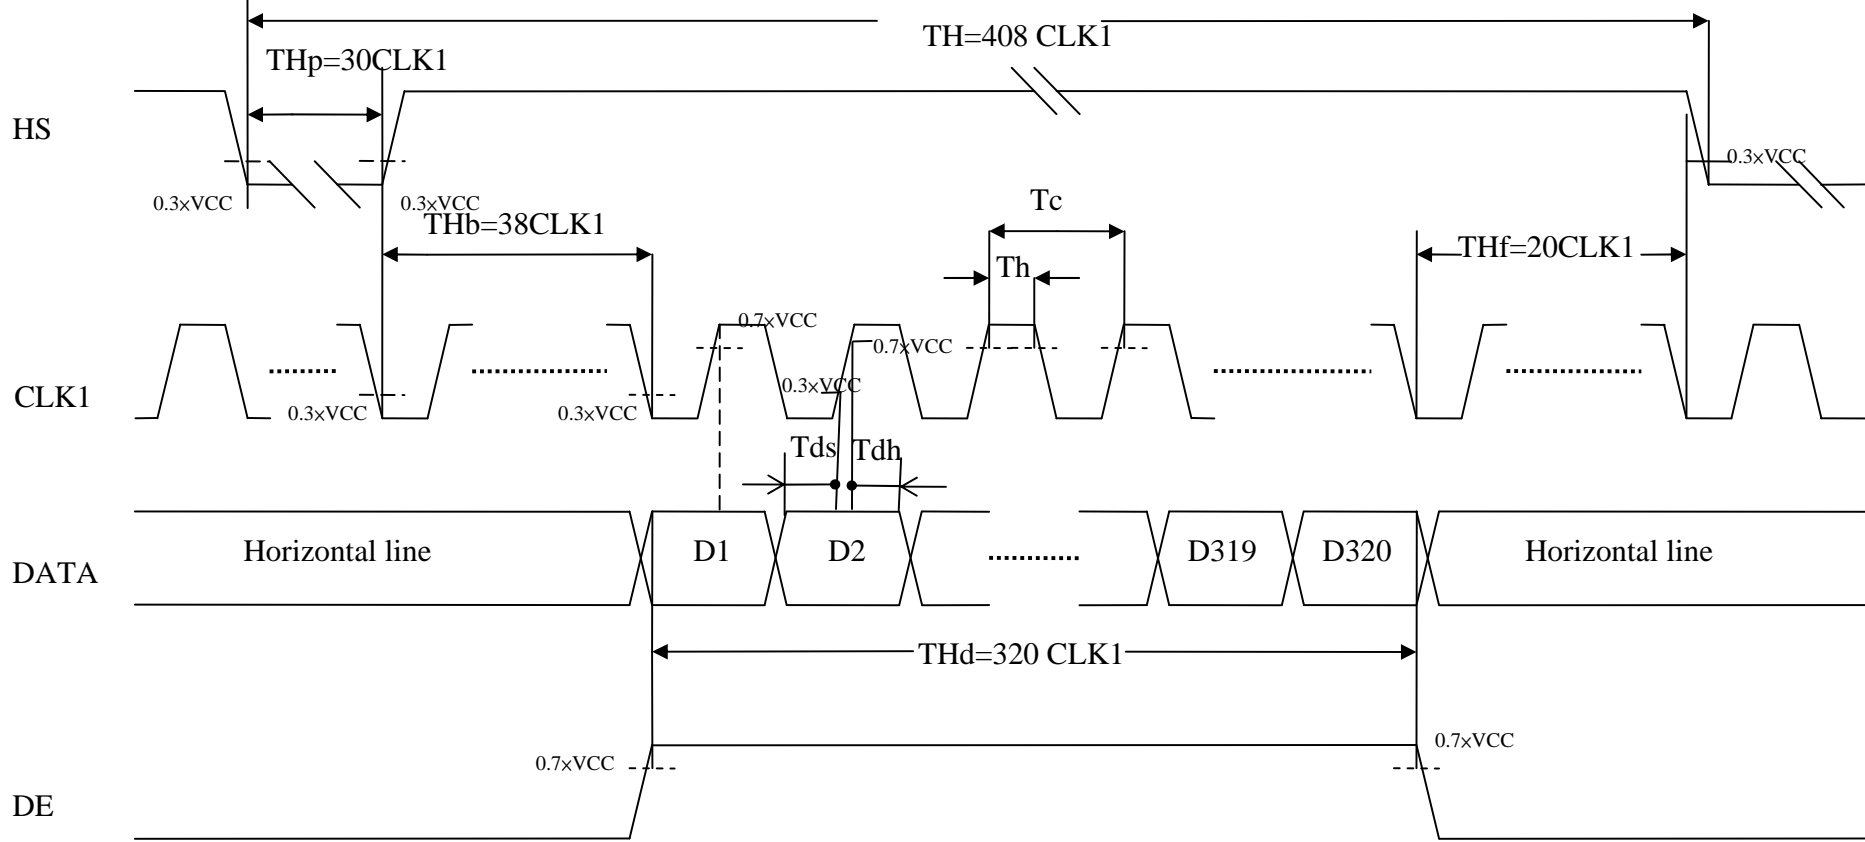 TH=408 CLK1
THp=30CLK1
HS
0.3×VCC
0.3×VCC
0.3×VCC
THb=38CLK1
Tc
THf=20CLK1
Th
0.7×VCC
0.7×VCC
0.3×VCC
CLK1
0.3×VCC
0.3×VCC
Tds
Tdh
Horizontal line
D1
D2
D319
D320
Horizontal line
DATA
THd=320 CLK1
0.7×VCC
0.7×VCC
DE